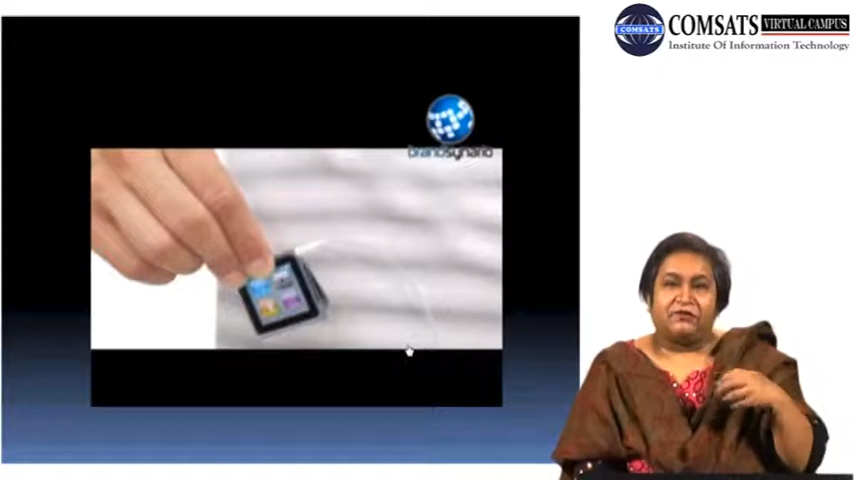 COMSATS VIRTUAL CAMPUS
Institute Of Information Technology
COMSATS
brandsynario